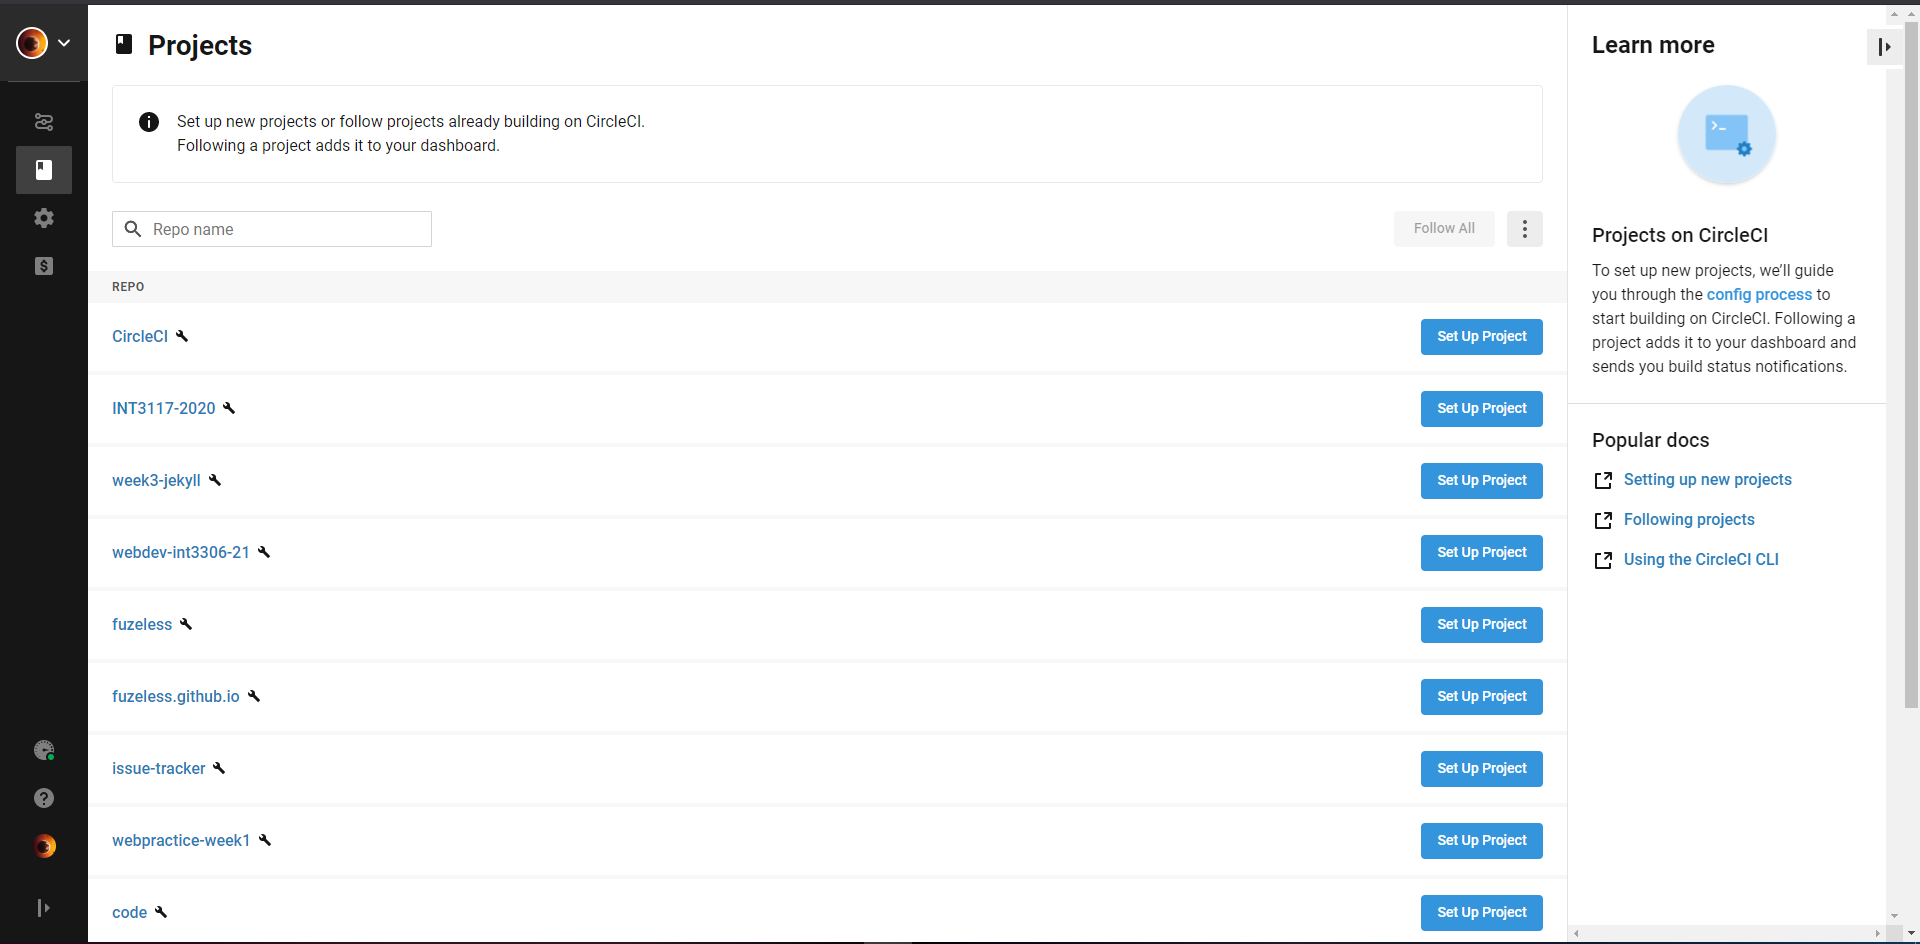 Projects
Set up new projects or follow projects already building on CircleCI.
Following a project adds it to your dashboard.
Repo name
Follow All
REPO
CircleCI
Set Up Project
INT3117-2020
Set Up Project
week3-jekyll
Set Up Project
webdev-int3306-21
Set Up Project
fuzeless
Set Up Project
fuzeless.github.io
Set Up Project
issue-tracker
Set Up Project
webpractice-week1
Set Up Project
code
Set Up Project
Learn more
Projects on CircleCI
To set up new projects, we’ll guide
you through the config process to
start building on CircleCI. Following a
project adds it to your dashboard and
sends you build status notifications.
Popular docs
Setting up new projects
Following projects
Using the CircleCI CLI